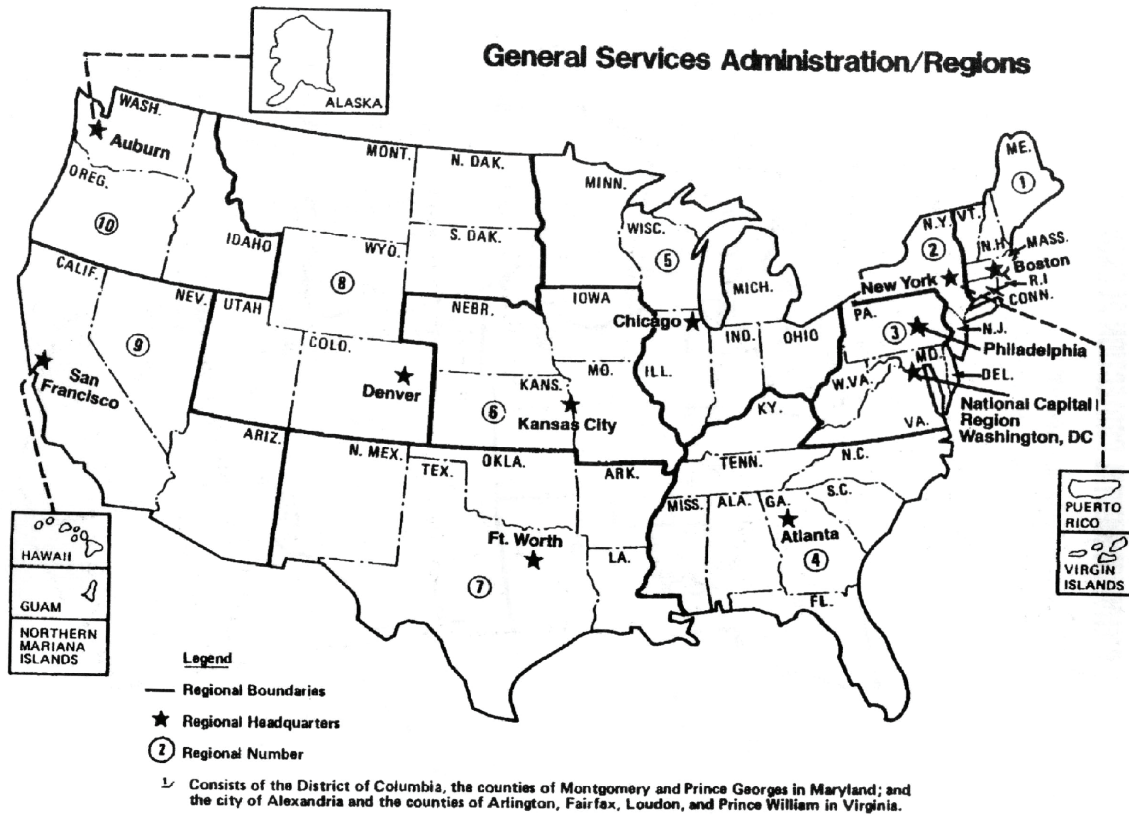 General Services Administration/Regions
ALASKA
WASH.
Auburn
OREG.
10
IDAHO
MONT.
N. DAK.
S. DAK.
WYO.
8
MINN.
WISC.
5
MICH.
IOWA
NEBR.
Chicago
ILL.
IND.
OHIO
ME.
1
N.Y.
VT.
2
N.H.
MASS.
Boston
R.I
CONN.
New York
PA.
3
N.J.
Philadelphia
MD.
DEL.
W.VA
VA.
National Capital
Region
Washington, DC
CALIF.
NEV.
9
UTAH
COLO.
Denver
San
Francisco
KANS.
6
Kansas City
MO.
KY.
ARIZ.
N. MEX.
TEX.
OKLA.
ARK.
TENN.
N.C.
S.C.
MISS.
ALA.
GA.
Atlanta
4
FL.
Ft. Worth
7
LA.
HAWAII
GUAM
NORTHERN
MARIANA
ISLANDS
PUERTO
RICO
VIRGIN
ISLANDS
Legend
Regional Boundaries
Regional Headquarters
2 Regional Number
1/ Consists of the District of Columbia, the counties of Montgomery and Prince Georges in Maryland; and
the city of Alexandria and the counties of Arlington, Fairfax, Loudon, and Prince William in Virginia.